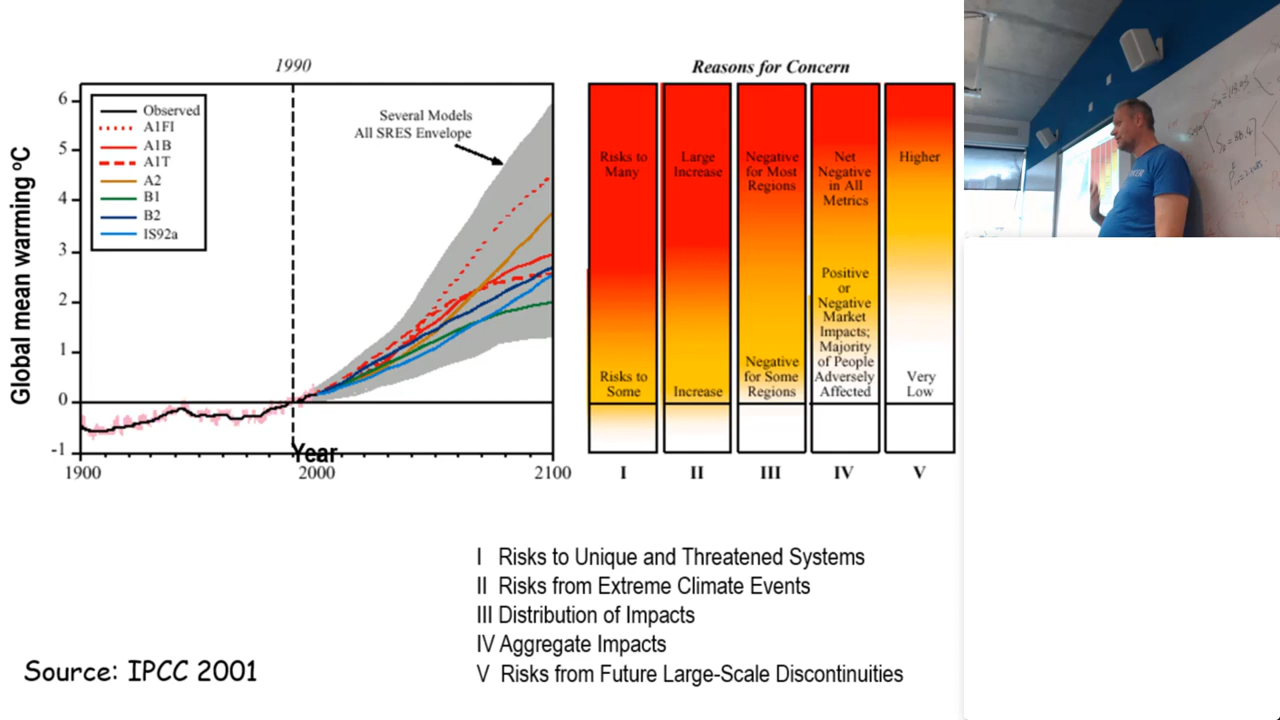 1990
Reasons for Concern
Global mean warming °C
6
5
4
3
2
1
0
-1
Observed
A1FI
A1B
A1T
A2
B1
B2
IS92a
Several Models
All SRES Envelope
Year
1900
2000
2100
Risks to
Many
Risks to
Some
I
Large
Increase
Increase
II
Negative
for Most
Regions
Negative
for Some
Regions
III
Net
Negative
in All
Metrics
Positive
or
Negative
Market
Impacts;
Majority
of People
Adversely
Affected
IV
Higher
Very
Low
V
I Risks to Unique and Threatened Systems
II Risks from Extreme Climate Events
III Distribution of Impacts
IV Aggregate Impacts
V Risks from Future Large-Scale Discontinuities
Source: IPCC 2001